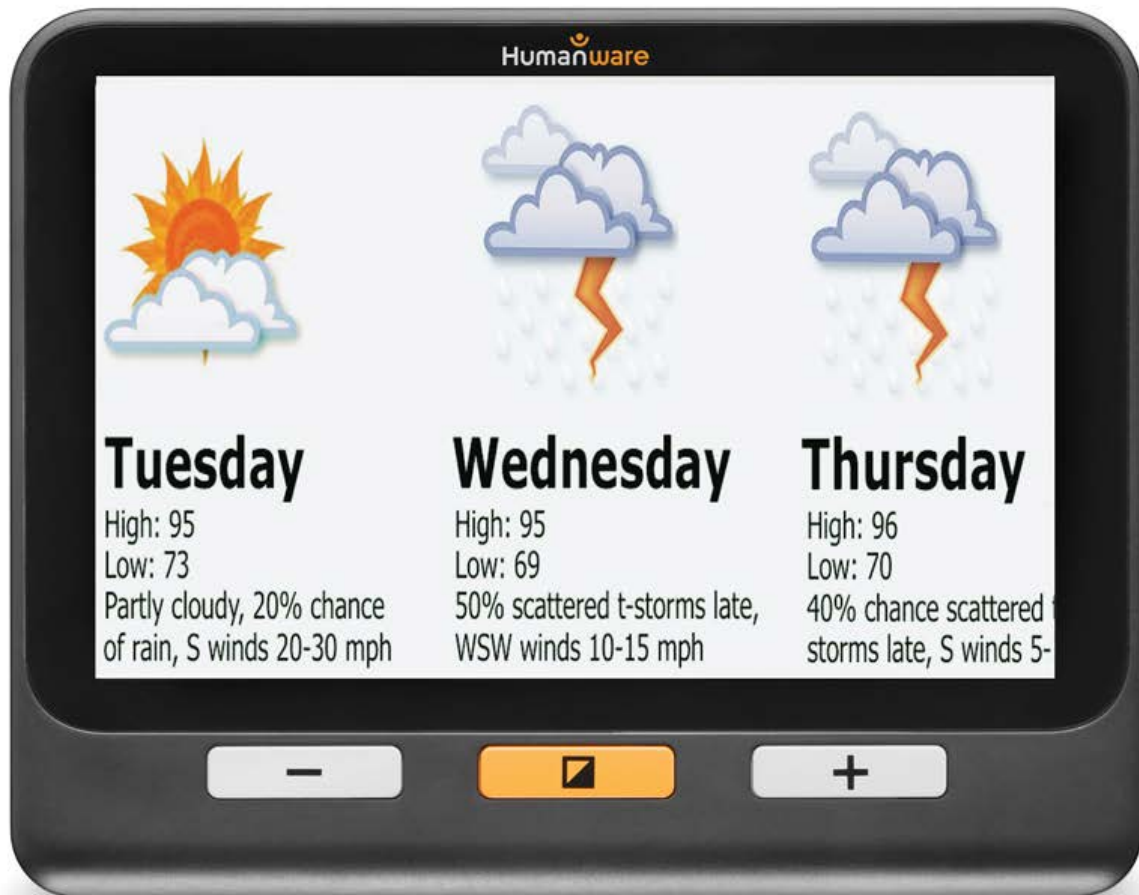 Humanware
Tuesday
High: 95
Low: 73
Partly cloudy, 20% chance
of rain, S winds 20-30 mph
Wednesday
High: 95
Low: 69
50% scattered t-storms late,
WSW winds 10-15 mph
Thursday
High: 96
Low: 70
40% chance scattered
storms late, S winds 5-
− +